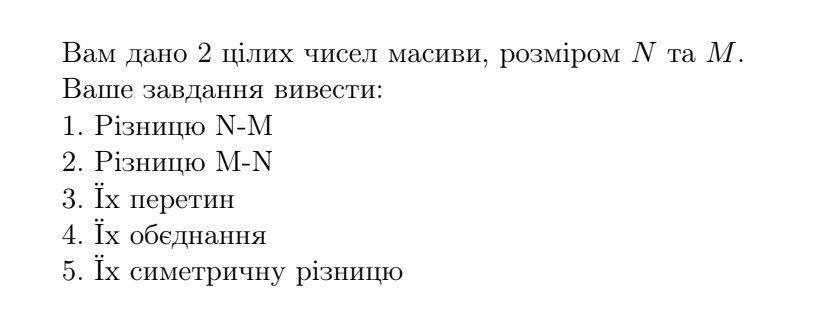 Вам дано 2 цілих чисел масиви, розміром N та M.
Ваше завдання вивести:
1. Різницю N-M
2. Різницю M-N
3. Їх перетин
4. Їх обєднання
5. Їх симетричну різницю